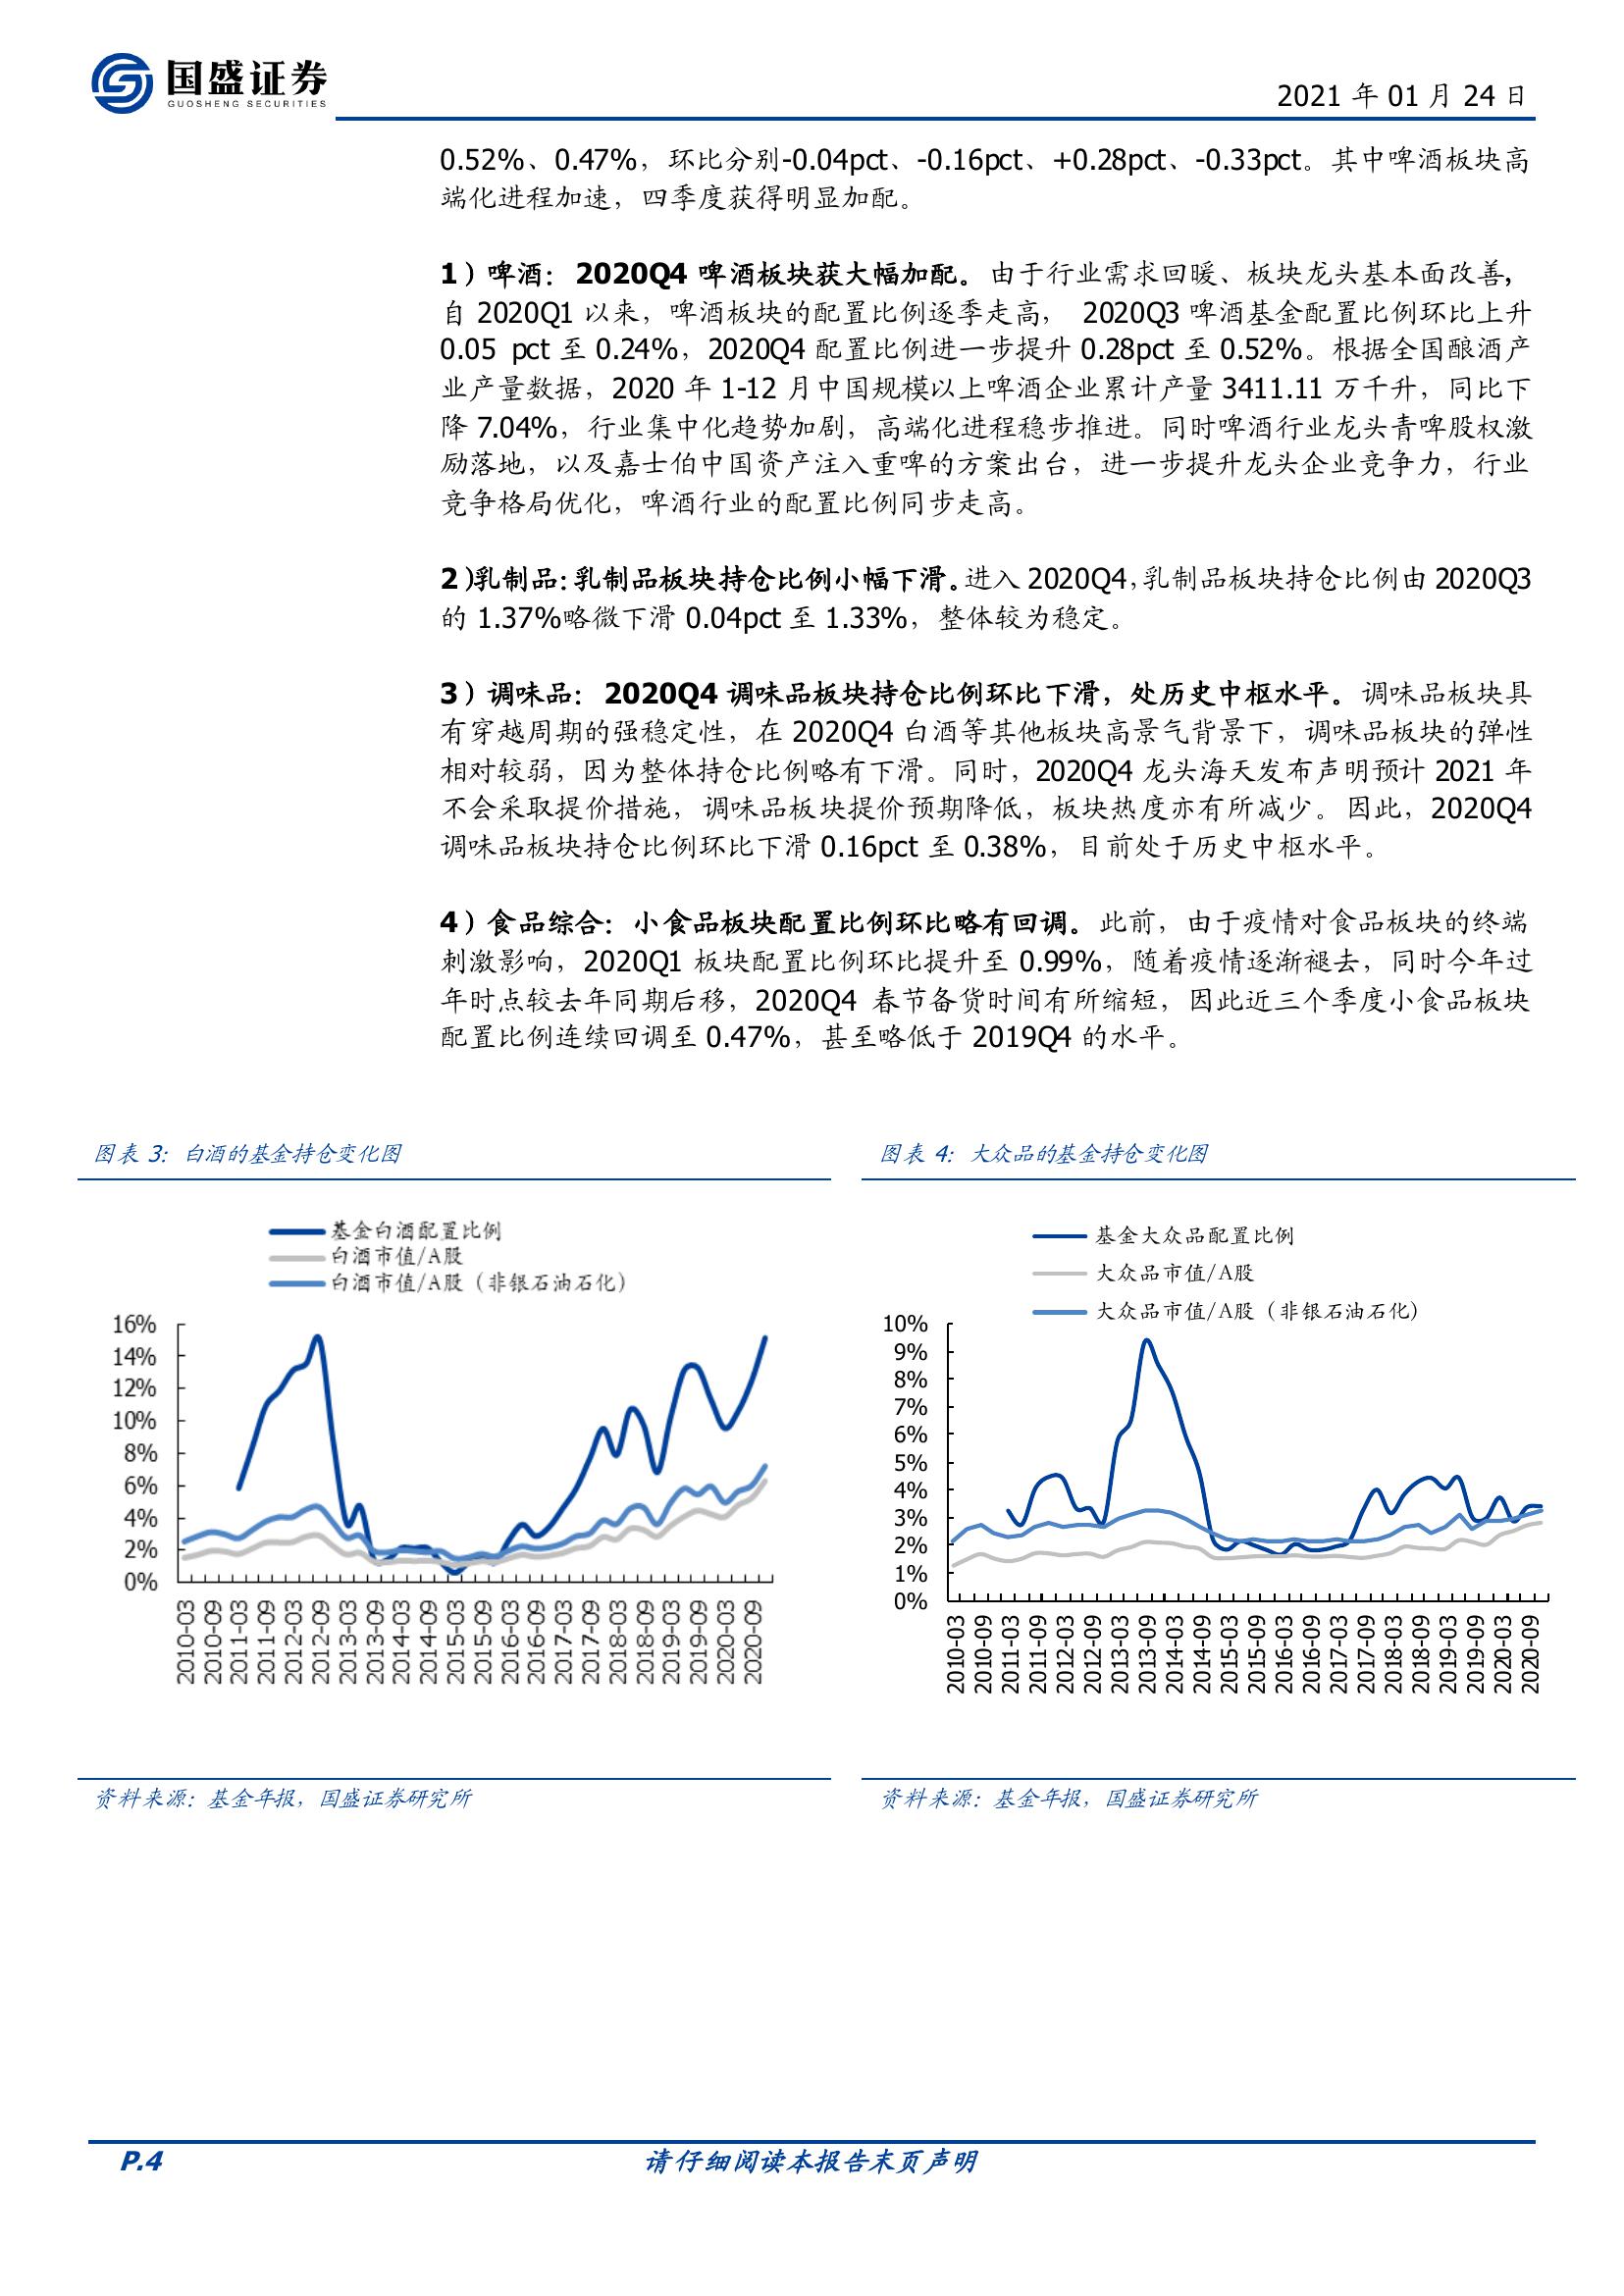 国盛证券
GUOSHENG SECURITIES
2021 年 01 月 24 日
0.52%、0.47%，环比分别-0.04pct、-0.16pct、+0.28pct、-0.33pct。其中啤酒板块高
端化进程加速，四季度获得明显加配。
1）啤酒： 2020Q4 啤酒板块获大幅加配。由于行业需求回暖、板块龙头基本面改善，
自 2020Q1 以来，啤酒板块的配置比例逐季走高， 2020Q3 啤酒基金配置比例环比上升
0.05 pct 至 0.24%，2020Q4 配置比例进一步提升 0.28pct 至 0.52%。根据全国酿酒产
业产量数据，2020 年 1-12 月中国规模以上啤酒企业累计产量 3411.11 万千升，同比下
降 7.04%，行业集中化趋势加剧，高端化进程稳步推进。同时啤酒行业龙头青啤股权激
励落地，以及嘉士伯中国资产注入重啤的方案出台，进一步提升龙头企业竞争力，行业
竞争格局优化，啤酒行业的配置比例同步走高。
2）乳制品：乳制品板块持仓比例小幅下滑。进入 2020Q4，乳制品板块持仓比例由 2020Q3
的 1.37%略微下滑 0.04pct 至 1.33%，整体较为稳定。
3）调味品： 2020Q4 调味品板块持仓比例环比下滑，处历史中枢水平。调味品板块具
有穿越周期的强稳定性，在 2020Q4 白酒等其他板块高景气背景下，调味品板块的弹性
相对较弱，因为整体持仓比例略有下滑。同时，2020Q4 龙头海天发布声明预计 2021 年
不会采取提价措施，调味品板块提价预期降低，板块热度亦有所减少。因此，2020Q4
调味品板块持仓比例环比下滑 0.16pct 至 0.38%，目前处于历史中枢水平。
4）食品综合：小食品板块配置比例环比略有回调。此前，由于疫情对食品板块的终端
刺激影响，2020Q1 板块配置比例环比提升至 0.99%，随着疫情逐渐褪去，同时今年过
年时点较去年同期后移，2020Q4 春节备货时间有所缩短，因此近三个季度小食品板块
配置比例连续回调至 0.47%，甚至略低于 2019Q4 的水平。
图表 3：白酒的基金持仓变化图
基金白酒配置比例
白酒市值/A股
白酒市值/A股（非银石油石化）
16%
14%
12%
10%
8%
6%
4%
2%
0%
2010-03
2010-09
2011-03
2011-09
2012-03
2012-09
2013-03
2013-09
2014-03
2014-09
2015-03
2015-09
2016-03
2016-09
2017-03
2017-09
2018-03
2018-09
2019-03
2019-09
2020-03
2020-09
资料来源：基金年报，国盛证券研究所
图表 4：大众品的基金持仓变化图
基金大众品配置比例
大众品市值/A股
大众品市值/A股（非银石油石化）
10%
9%
8%
7%
6%
5%
4%
3%
2%
1%
0%
2010-03
2010-09
2011-03
2011-09
2012-03
2012-09
2013-03
2013-09
2014-03
2014-09
2015-03
2015-09
2016-03
2016-09
2017-03
2017-09
2018-03
2018-09
2019-03
2019-09
2020-03
2020-09
资料来源：基金年报，国盛证券研究所
P.4
请仔细阅读本报告末页声明